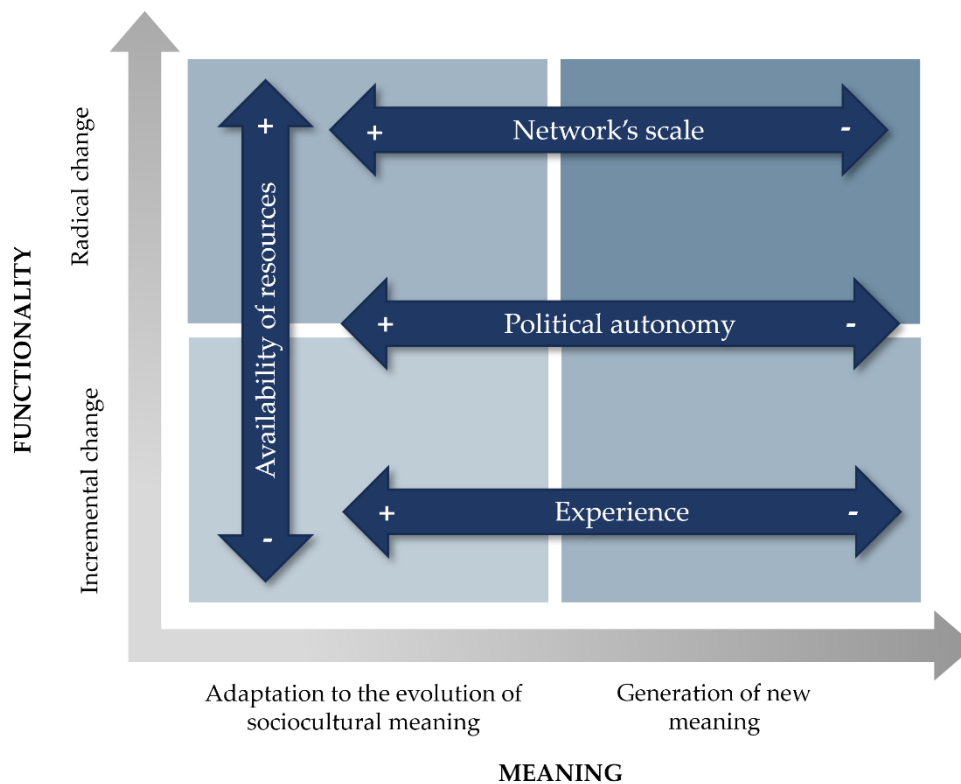 FUNCTIONALITY
Radical change
Incremental change
+
Availability of resources
-
+ Network's scale -
+ Political autonomy -
+ Experience -
Adaptation to the evolution of
sociocultural meaning
Generation of new
meaning
MEANING